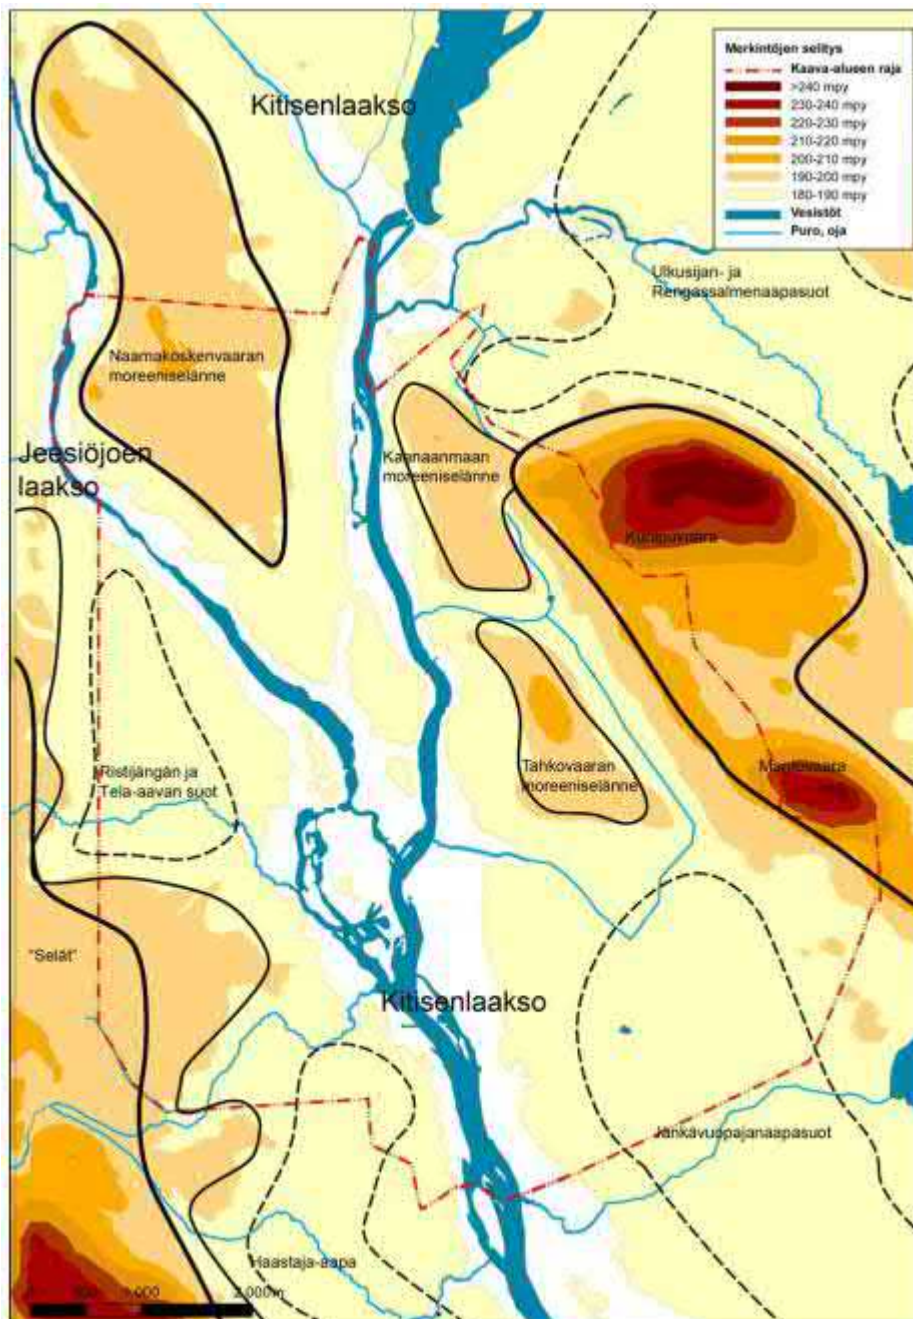 Merkintöjen selitys
Kaava-alueen raja
>240 mpy
230-240 mpy
220-230 mpy
210-220 mpy
200-210 mpy
190-200 mpy
180-190 mpy
Vesistöt
Puro, oja
Kitisenlaakso
Ulkusijan- ja
Rengassalmenaapasuot
Naamakoskenvaaran
moreeniselänne
Jeesiöjoen
laakso
Kannaanmaan
moreeniselänne
Ristijängän ja
Tela-aavan suot
Tahkovaaran
moreeniselänne
"Selät"
Kitisenlaakso
Jänkävuopajanaapasuot
Haastaja-aapa
2 000 m